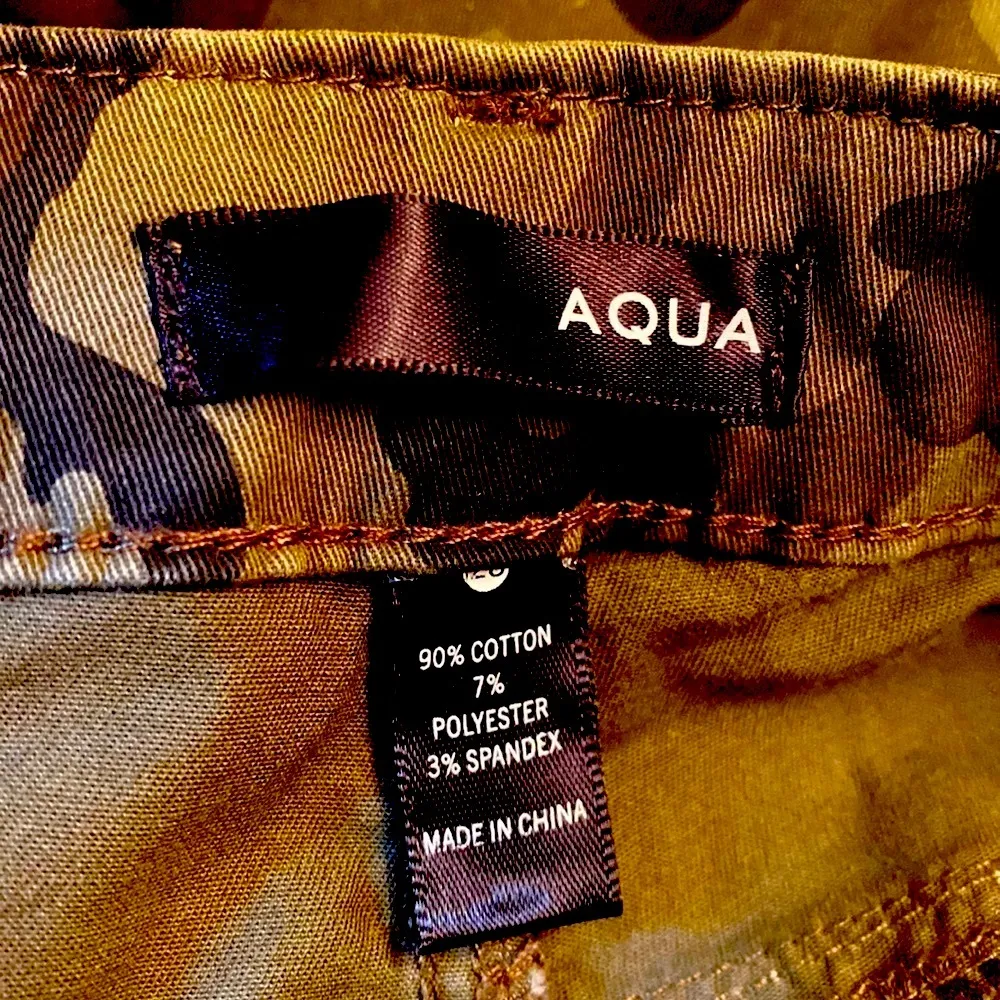 AQUA
90% COTTON
7%
POLYESTER
3% SPANDEX
MADE IN CHINA